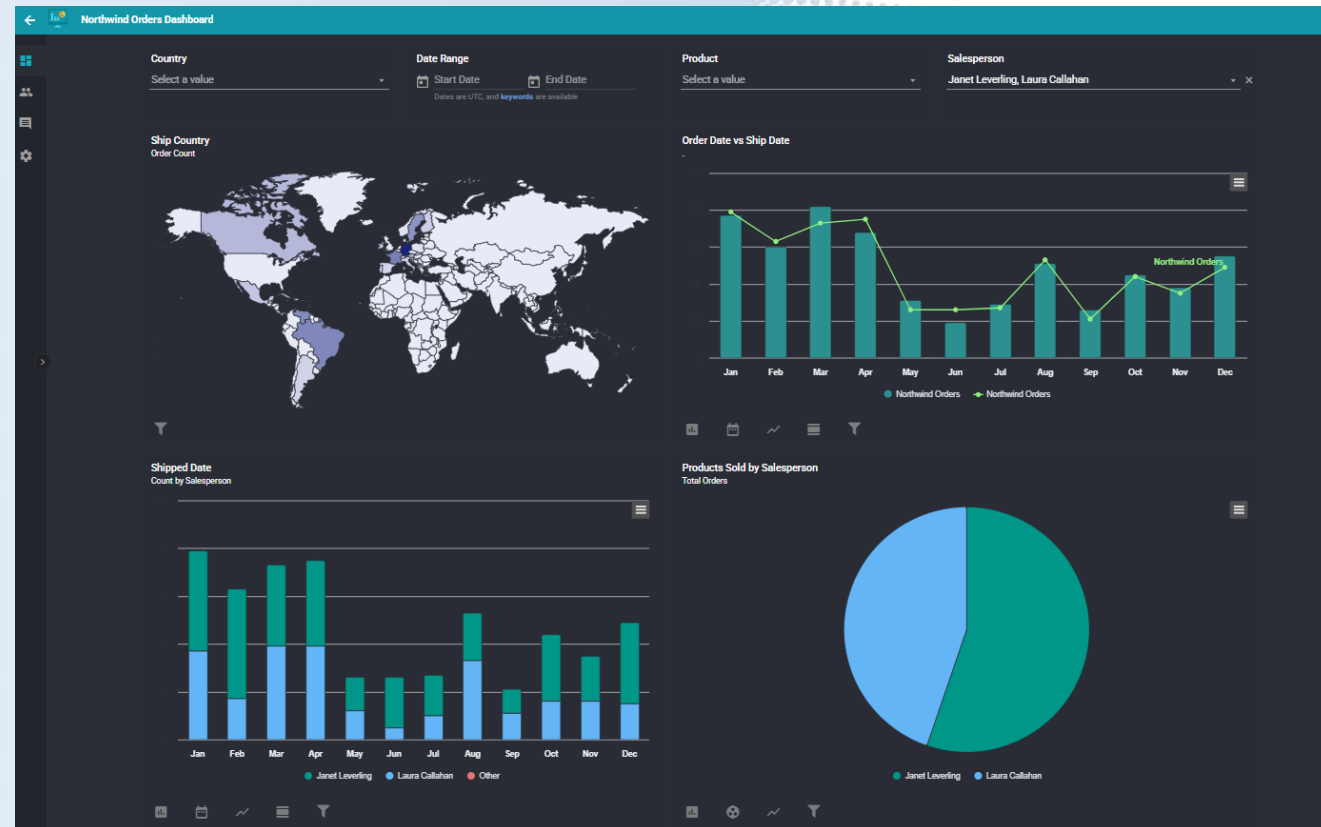 Northwind Orders Dashboard
Country
Select a value
Date Range
Start Date
End Date
Dates are UTC, and keywords are available
Product
Select a value
Salesperson
Janet Leverling, Laura Callahan
Ship Country
Order Count
Order Date vs Ship Date
-
Northwind Orders
Jan Feb Mar Apr May Jun Jul Aug Sep Oct Nov Dec
Northwind Orders Northwind Orders
Shipped Date
Count by Salesperson
Jan Feb Mar Apr May Jun Jul Aug Sep Oct Nov Dec
Janet Leverling Laura Callahan Other
Products Sold by Salesperson
Total Orders
Janet Leverling Laura Callahan